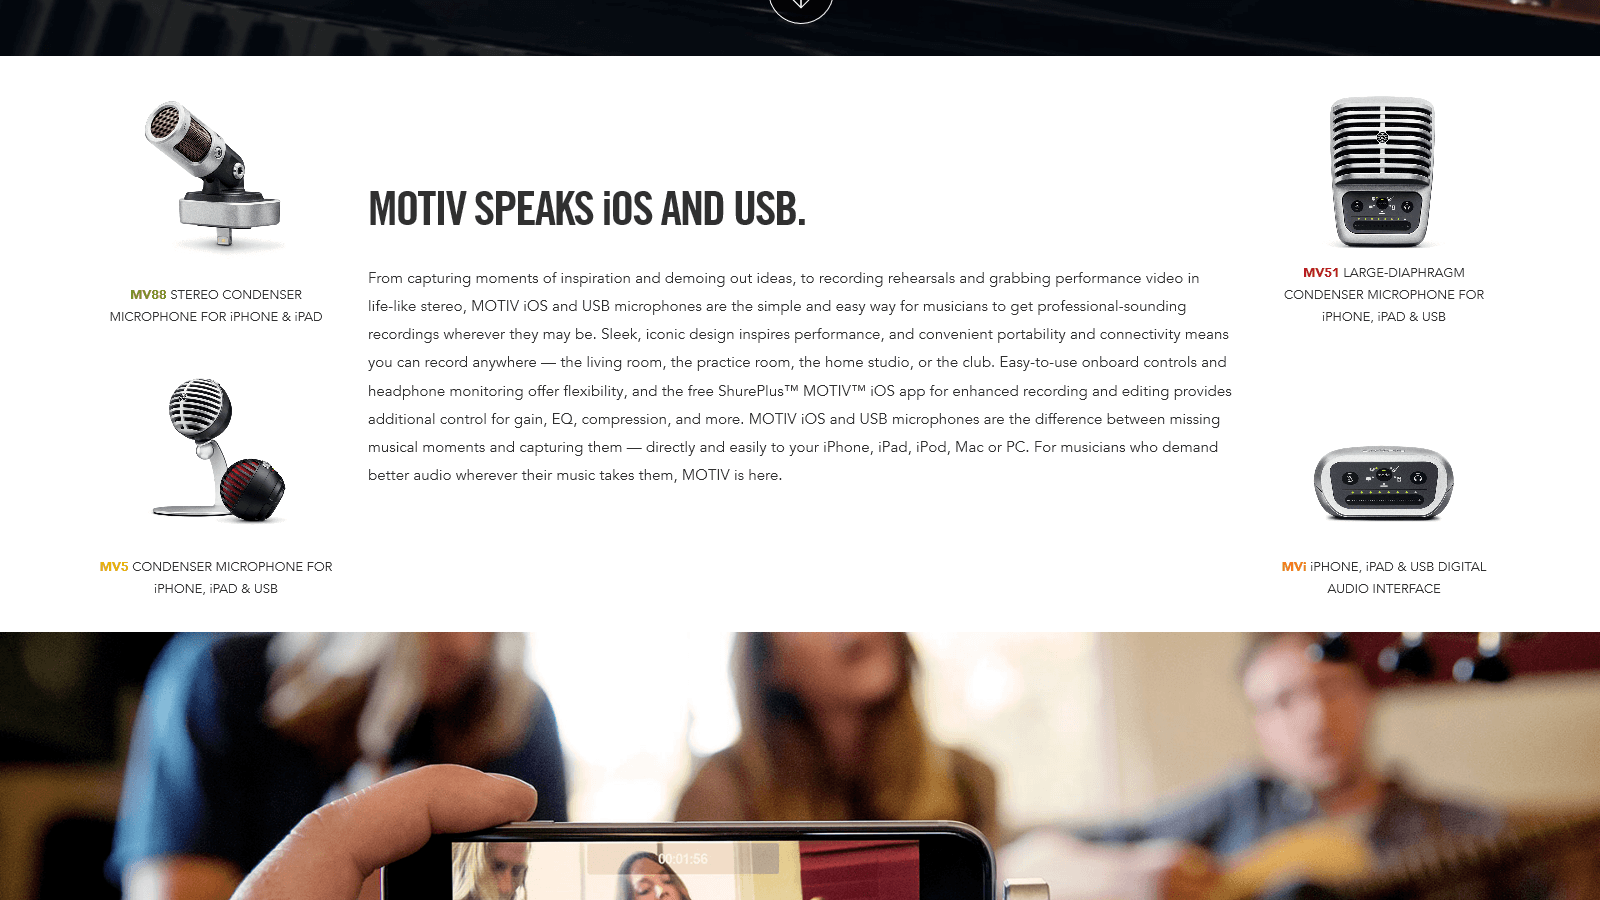 MV88 STEREO CONDENSER
MICROPHONE FOR iPHONE & iPAD
MV5 CONDENSER MICROPHONE FOR
iPHONE, iPAD & USB
MOTIV SPEAKS iOS AND USB.
From capturing moments of inspiration and demoing out ideas, to recording rehearsals and grabbing performance video in
life-like stereo, MOTIV iOS and USB microphones are the simple and easy way for musicians to get professional-sounding
recordings wherever they may be. Sleek, iconic design inspires performance, and convenient portability and connectivity means
you can record anywhere — the living room, the practice room, the home studio, or the club. Easy-to-use onboard controls and
headphone monitoring offer flexibility, and the free ShurePlus™ MOTIV™ iOS app for enhanced recording and editing provides
additional control for gain, EQ, compression, and more. MOTIV iOS and USB microphones are the difference between missing
musical moments and capturing them — directly and easily to your iPhone, iPad, iPod, Mac or PC. For musicians who demand
better audio wherever their music takes them, MOTIV is here.
MV51 LARGE-DIAPHRAGM
CONDENSER MICROPHONE FOR
iPHONE, iPAD & USB
MVi iPHONE, iPAD & USB DIGITAL
AUDIO INTERFACE
00:01:56